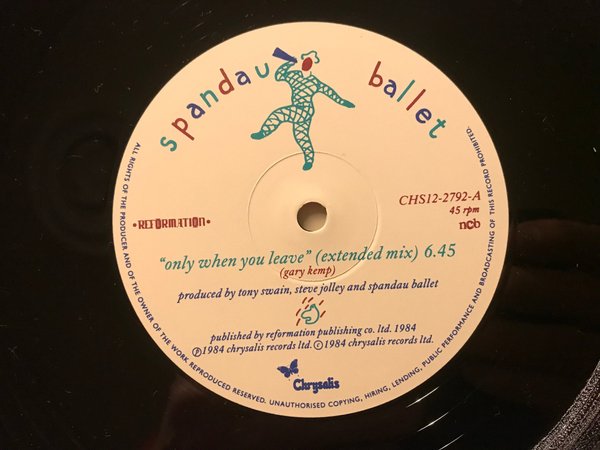 spandau ballet
CHS12-2792-A
45 rpm
•REFORMATION•
ncb
"only when you leave" (extended mix) 6.45
(gary kemp)
produced by tony swain, steve jolley and spandau ballet
published by reformation publishing co. ltd. 1984
Ⓟ1984 chrysalis records ltd. ©1984 chrysalis records ltd.
Chrysalis
ALL RIGHTS OF THE PRODUCER AND OF THE OWNER OF THE WORK REPRODUCED RESERVED. UNAUTHORISED COPYING, HIRING, LENDING, PUBLIC PERFORMANCE AND BROADCASTING OF THIS RECORD PROHIBITED.